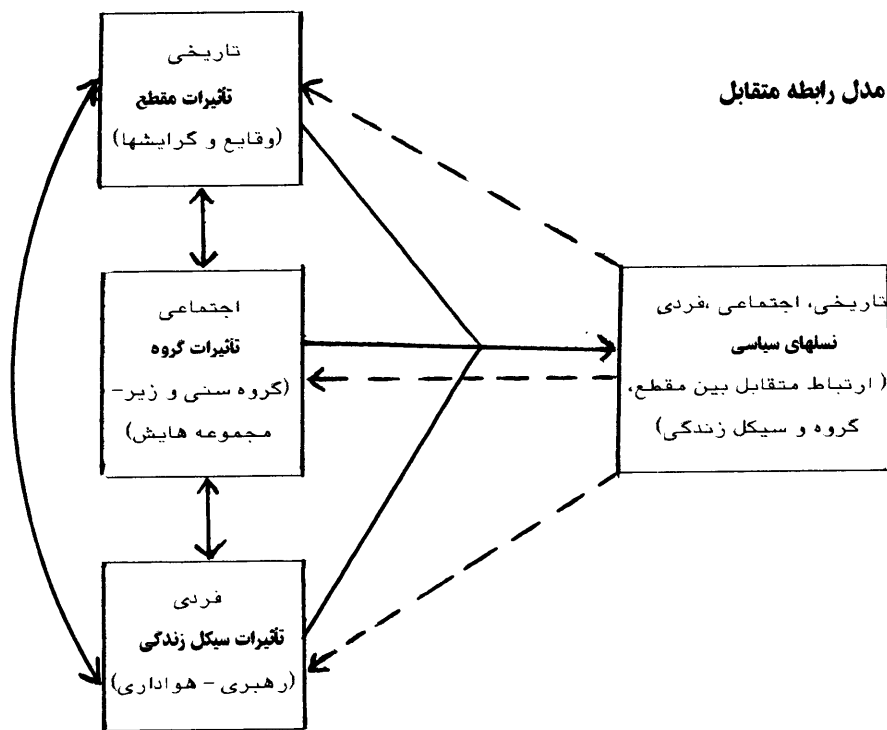 مدل رابطه متقابل
تاریخی
تأثیرات مقطع
(وقایع و گرایشها)
اجتماعی
تأثیرات گروه
(گروه سنی و زیر-
مجموعه هایش)
فردی
تأثیرات سیکل زندگی
(رهبری - هواداری)
تاریخی، اجتماعی ،فردی
نسلهای سیاسی
( ارتباط متقابل بین مقطع،
گروه و سیکل زندگی)